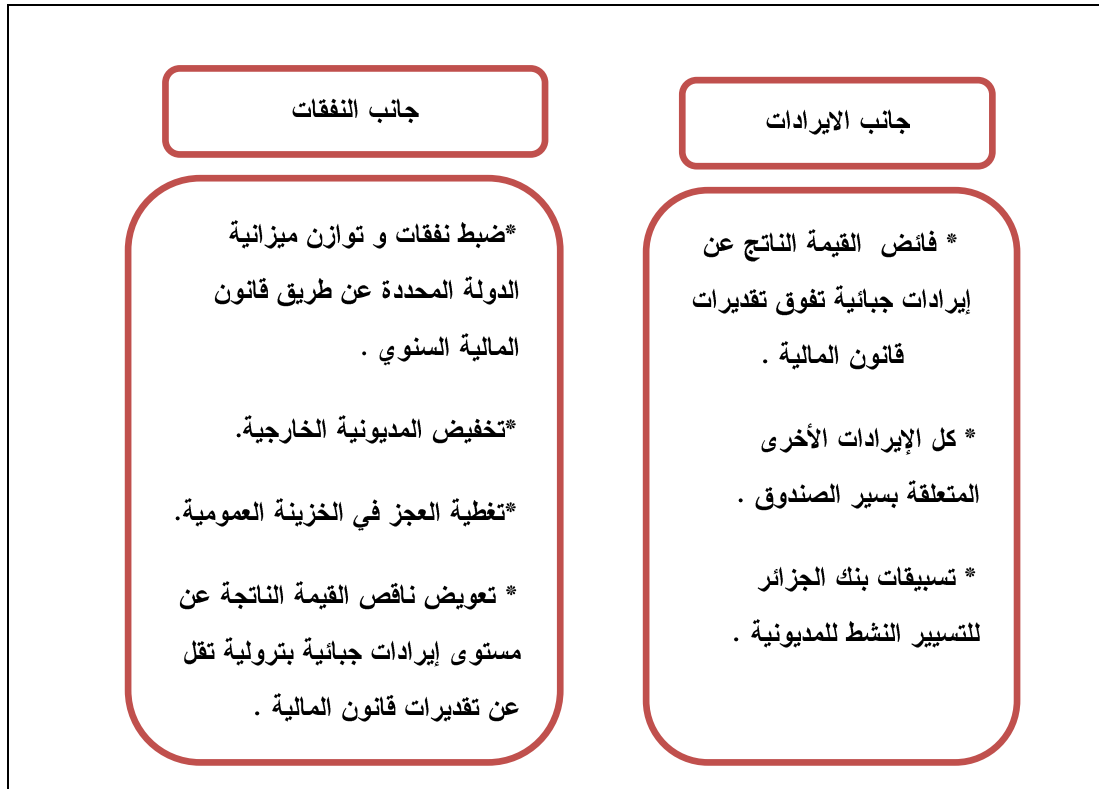 جانب الايرادات
* فائض القيمة الناتج عن
إيرادات جبائية تفوق تقديرات
قانون المالية .
* كل الإيرادات الأخرى
المتعلقة بسير الصندوق .
* تسبيقات بنك الجزائر
للتسيير النشط للمديونية .
جانب النفقات
*ضبط نفقات و توازن ميزانية
الدولة المحددة عن طريق قانون
المالية السنوي .
*تخفيض المديونية الخارجية.
*تغطية العجز في الخزينة العمومية.
* تعويض ناقص القيمة الناتجة عن
مستوى إيرادات جبائية بترولية تقل
عن تقديرات قانون المالية .